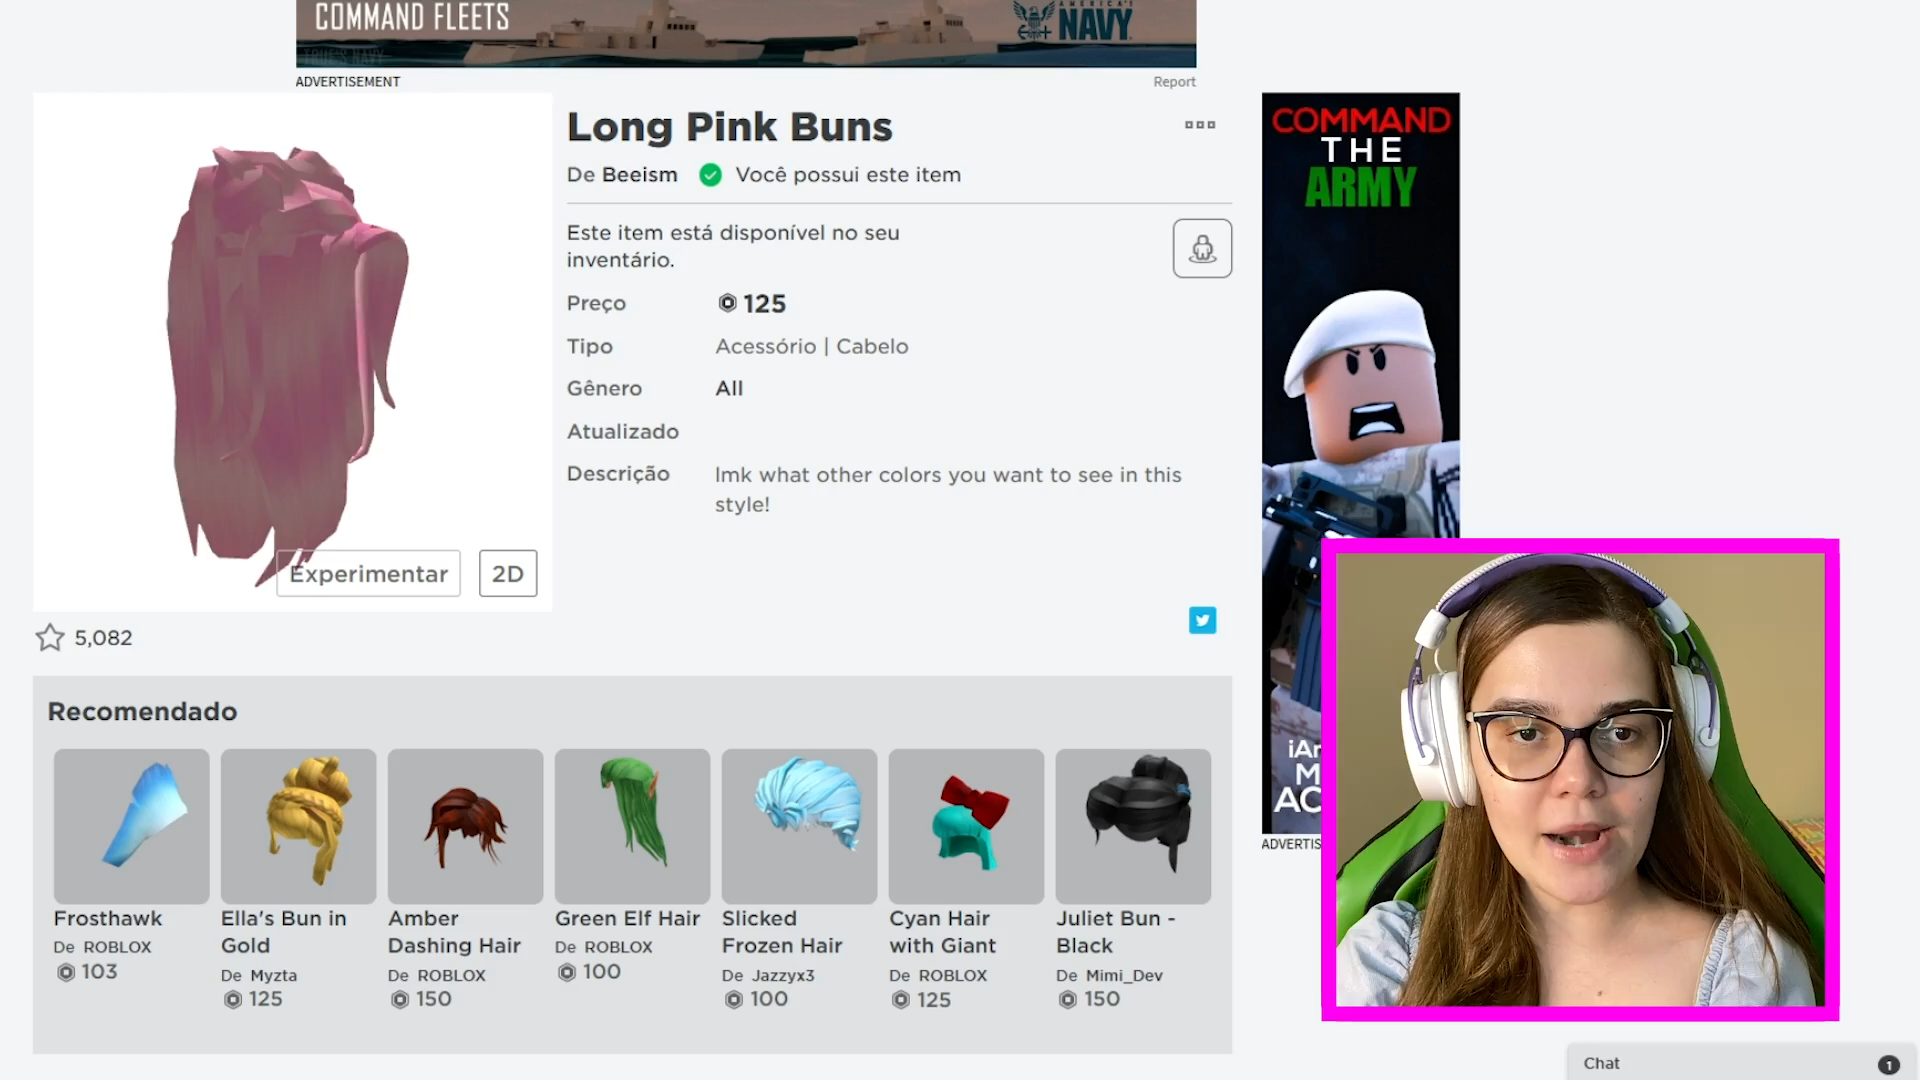 COMMAND FLEETS
AMERICA'S
NAVY
ADVERTISEMENT
Report
Long Pink Buns
De Beeism
Você possui este item
Este item está disponível no seu
inventário.
Preço
125
Tipo
Acessório | Cabelo
Gênero
All
Atualizado
Descrição
lmk what other colors you want to see in this
style!
Experimentar
2D
5,082
COMMAND
THE
ARMY
iAr
M
AC
ADVERTIS
Recomendado
Frosthawk
De ROBLOX
103
Ella's Bun in
Gold
De Myzta
125
Amber
Dashing Hair
De ROBLOX
150
Green Elf Hair
De ROBLOX
100
Slicked
Frozen Hair
De Jazzyx3
100
Cyan Hair
with Giant
De ROBLOX
125
Juliet Bun -
Black
De Mimi_Dev
150
Chat
1